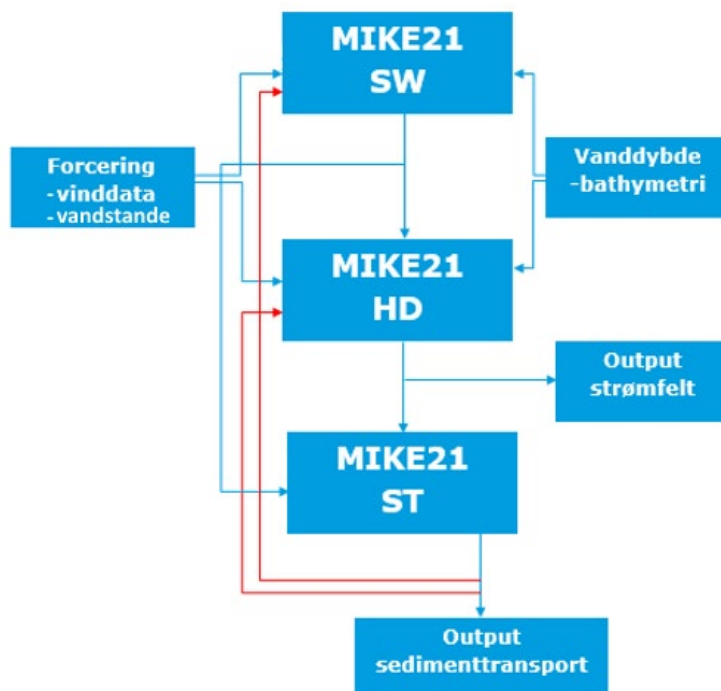 MIKE21
SW
Forcering
-vinddata
-vandstande
Vanddybde
-bathymetri
MIKE21
HD
Output
strømfelt
MIKE21
ST
Output
sedimenttransport